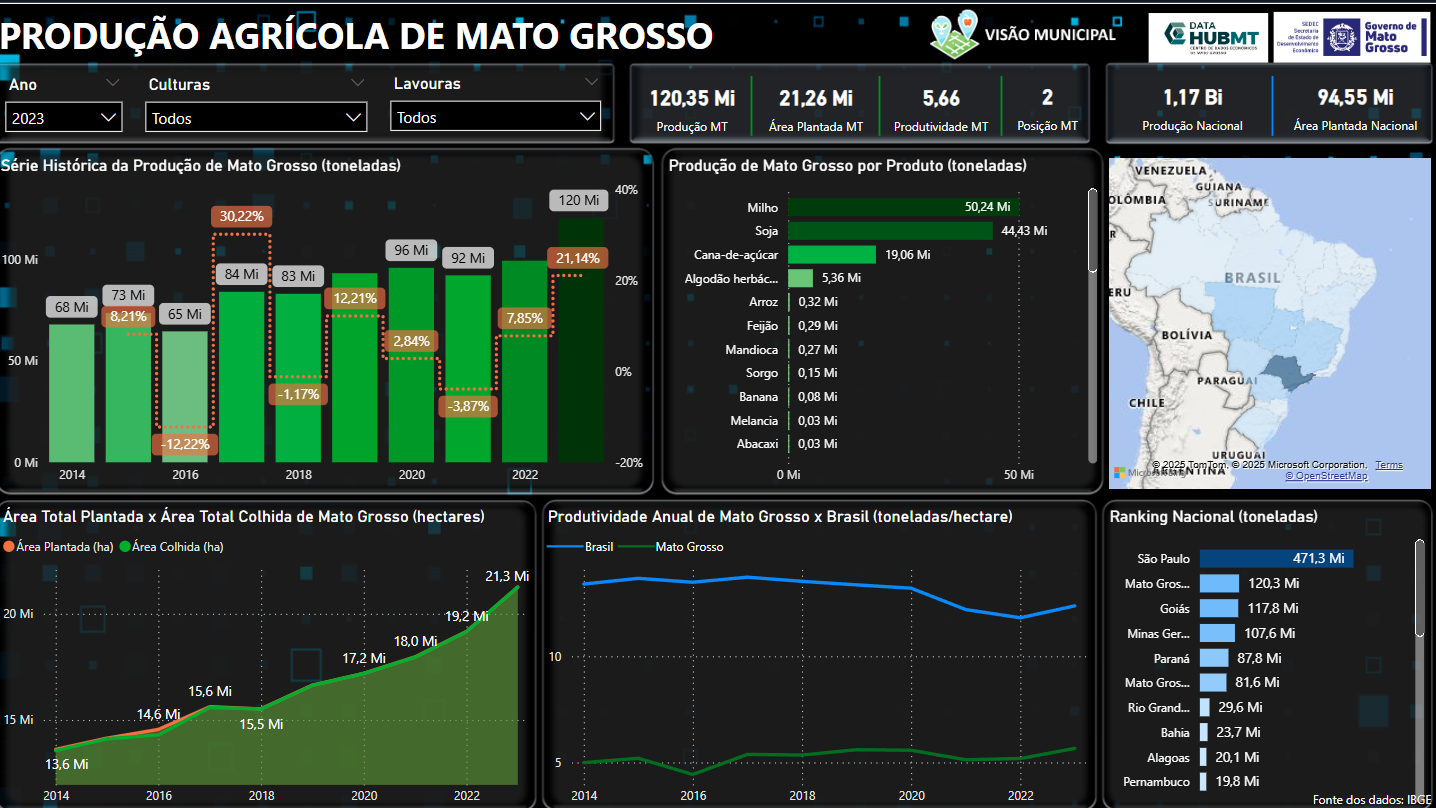 PRODUÇÃO AGRÍCOLA DE MATO GROSSO
VISÃO MUNICIPAL
DATA
HUBMT
CENTRO DE DADOS ECONÔMICOS
DE MATO GROSSO
SEDEC
Secretaria
de Estado de
Desenvolvimento
Econômico
Governo de
Mato
Grosso
Ano
2023
Culturas
Todos
Lavouras
Todos
120,35 Mi
Produção MT
21,26 Mi
Área Plantada MT
5,66
Produtividade MT
2
Posição MT
1,17 Bi
Produção Nacional
94,55 Mi
Área Plantada Nacional
Série Histórica da Produção de Mato Grosso (toneladas)
100 Mi
50 Mi
0 Mi
68 Mi
73 Mi
65 Mi
84 Mi
83 Mi
96 Mi
92 Mi
120 Mi
8,21%
-12,22%
30,22%
-1,17%
12,21%
2,84%
-3,87%
7,85%
21,14%
40%
20%
0%
-20%
2014
2016
2018
2020
2022
Produção de Mato Grosso por Produto (toneladas)
Milho 50,24 Mi
Soja 44,43 Mi
Cana-de-açúcar 19,06 Mi
Algodão herbác... 5,36 Mi
Arroz 0,32 Mi
Feijão 0,29 Mi
Mandioca 0,27 Mi
Sorgo 0,15 Mi
Banana 0,08 Mi
Melancia 0,03 Mi
Abacaxi 0,03 Mi
0 Mi 50 Mi
VENEZUELA
GUIANA
SURINAME
OLÔMBIA
BRASIL
ERU
BOLÍVIA
PARAGUAI
CHILE
URUGUAI
ARGENTINA
© 2025 TomTom, © 2025 Microsoft Corporation, Terms
© OpenStreetMap
Área Total Plantada x Área Total Colhida de Mato Grosso (hectares)
Área Plantada (ha) Área Colhida (ha)
20 Mi
15 Mi
13,6 Mi
14,6 Mi
15,6 Mi
15,5 Mi
17,2 Mi
18,0 Mi
19,2 Mi
21,3 Mi
2014 2016 2018 2020 2022
Produtividade Anual de Mato Grosso x Brasil (toneladas/hectare)
Brasil Mato Grosso
10
5
2014 2016 2018 2020 2022
Ranking Nacional (toneladas)
São Paulo 471,3 Mi
Mato Gros... 120,3 Mi
Goiás 117,8 Mi
Minas Ger... 107,6 Mi
Paraná 87,8 Mi
Mato Gros... 81,6 Mi
Rio Grand... 29,6 Mi
Bahia 23,7 Mi
Alagoas 20,1 Mi
Pernambuco 19,8 Mi
Fonte dos dados: IBGE